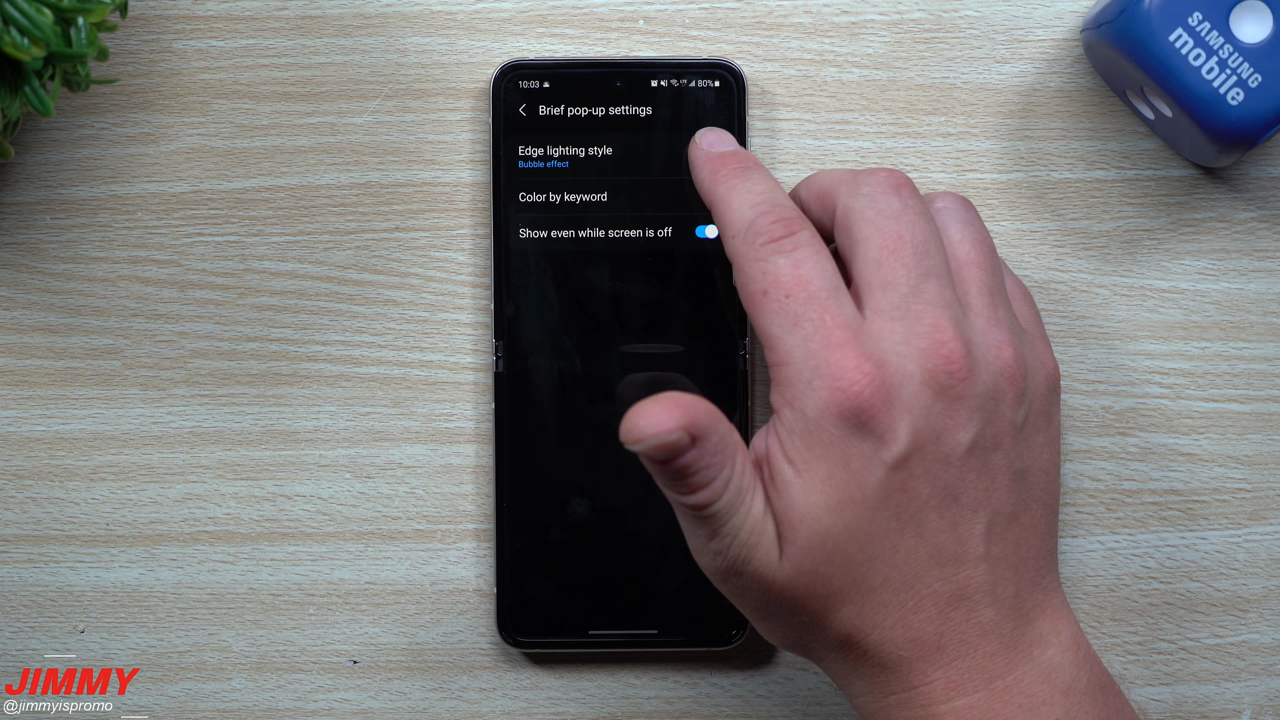 SAMSUNG
mobile
10:03
LTE
80%
Brief pop-up settings
Edge lighting style
Bubble effect
Color by keyword
Show even while screen is off
JIMMY
@jimmyispromo